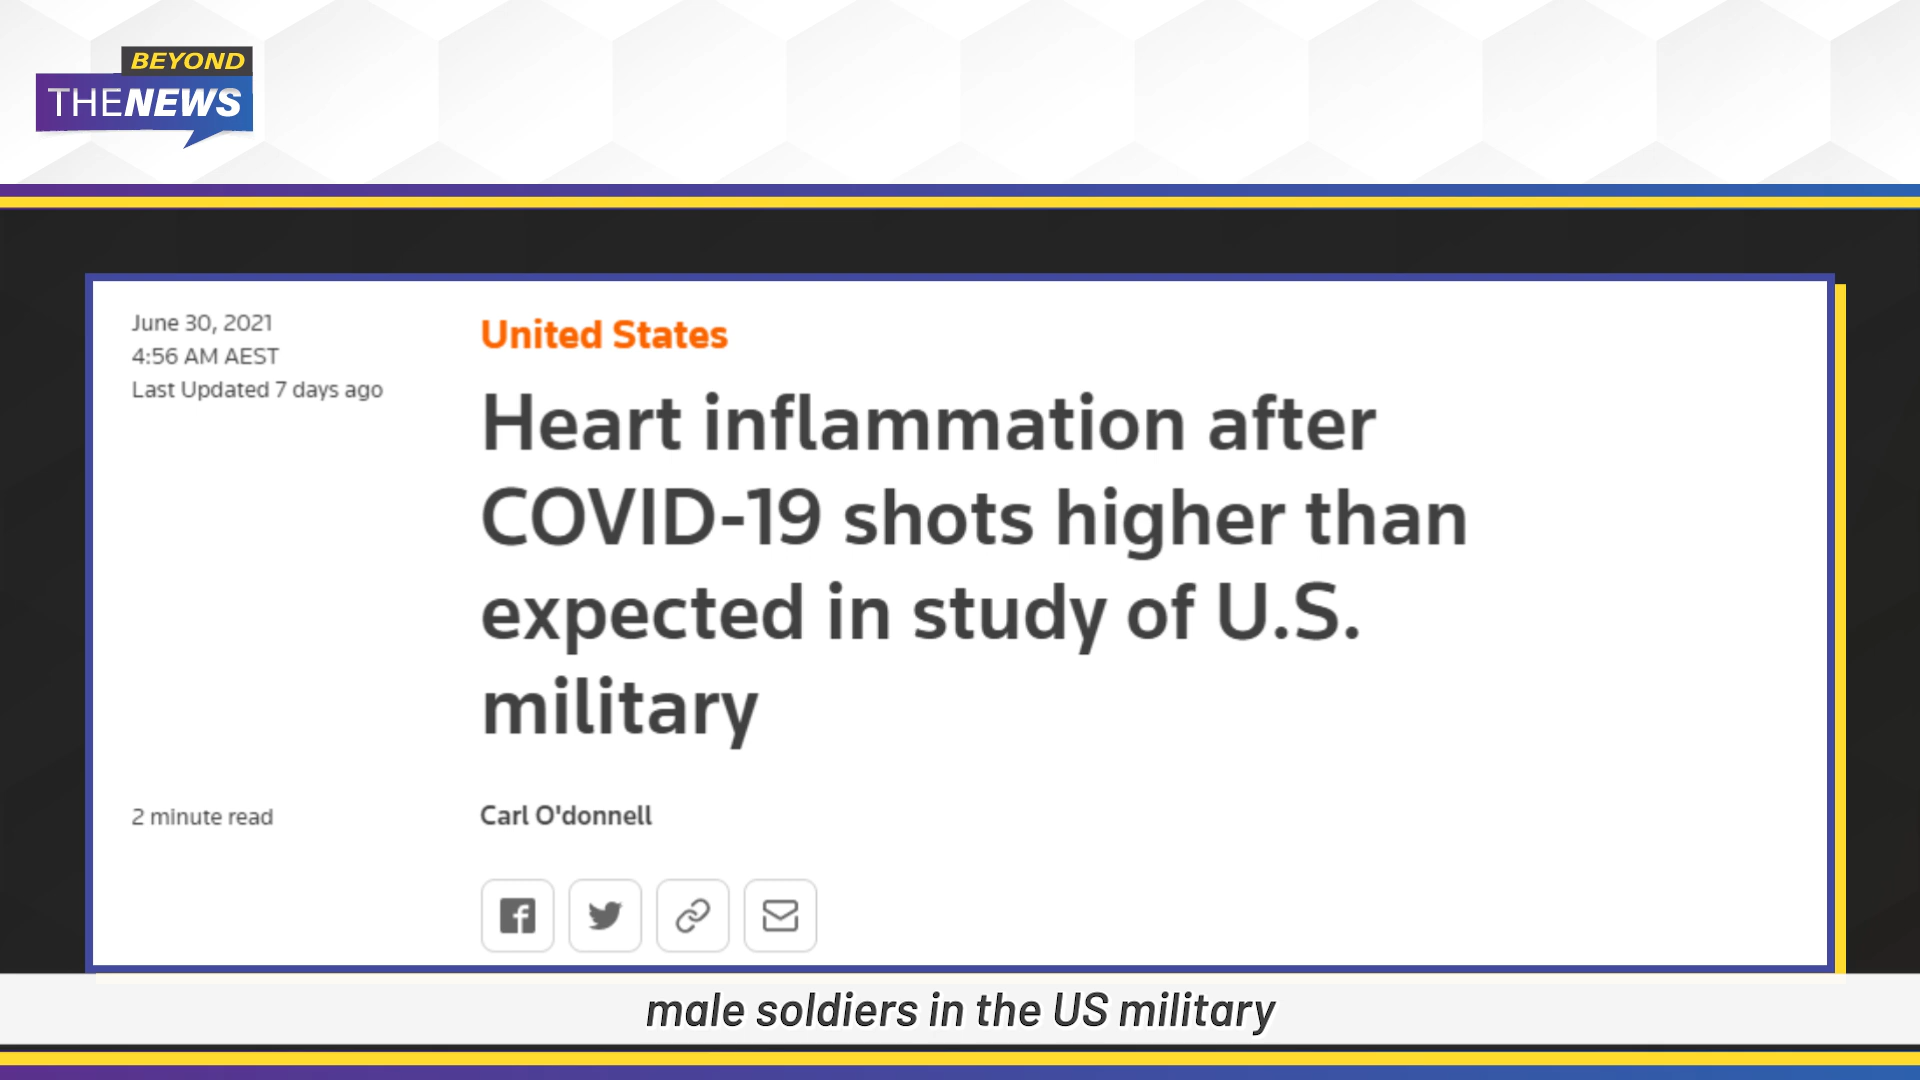 BEYOND
THENEWS
June 30, 2021
4:56 AM AEST
Last Updated 7 days ago
United States
Heart inflammation after
COVID-19 shots higher than
expected in study of U.S.
military
2 minute read
Carl O'donnell
male soldiers in the US military